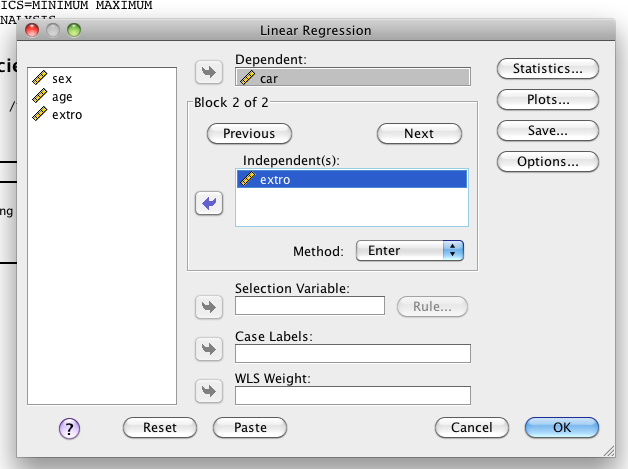 ICS=MINIMUM MAXIMUM
Linear Regression
Dependent:
car
sex
age
extro
Block 2 of 2
Previous
Next
Independent(s):
extro
Method:
Enter
Selection Variable:
Rule...
Case Labels:
WLS Weight:
Statistics...
Plots...
Save...
Options...
?
Reset
Paste
Cancel
OK
cie
/
ng